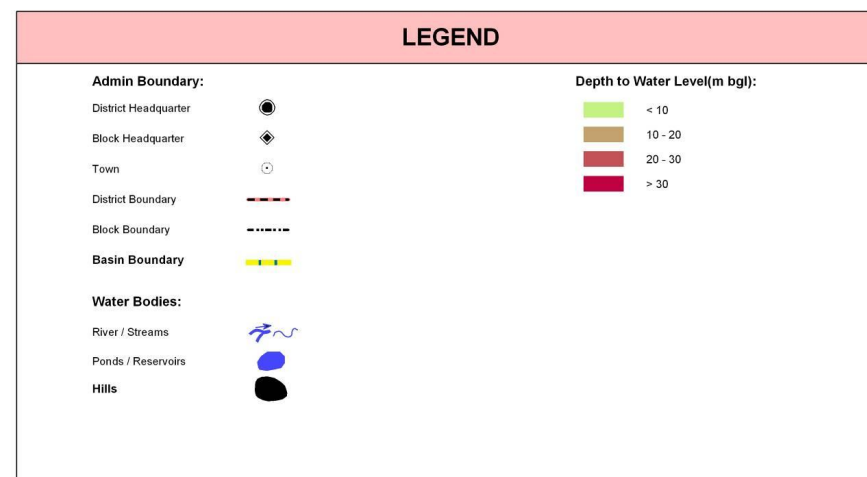 LEGEND
Admin Boundary:
District Headquarter
Block Headquarter
Town
District Boundary
Block Boundary
Basin Boundary
Water Bodies:
River / Streams
Ponds / Reservoirs
Hills
Depth to Water Level(m bgl):
< 10
10 - 20
20 - 30
> 30